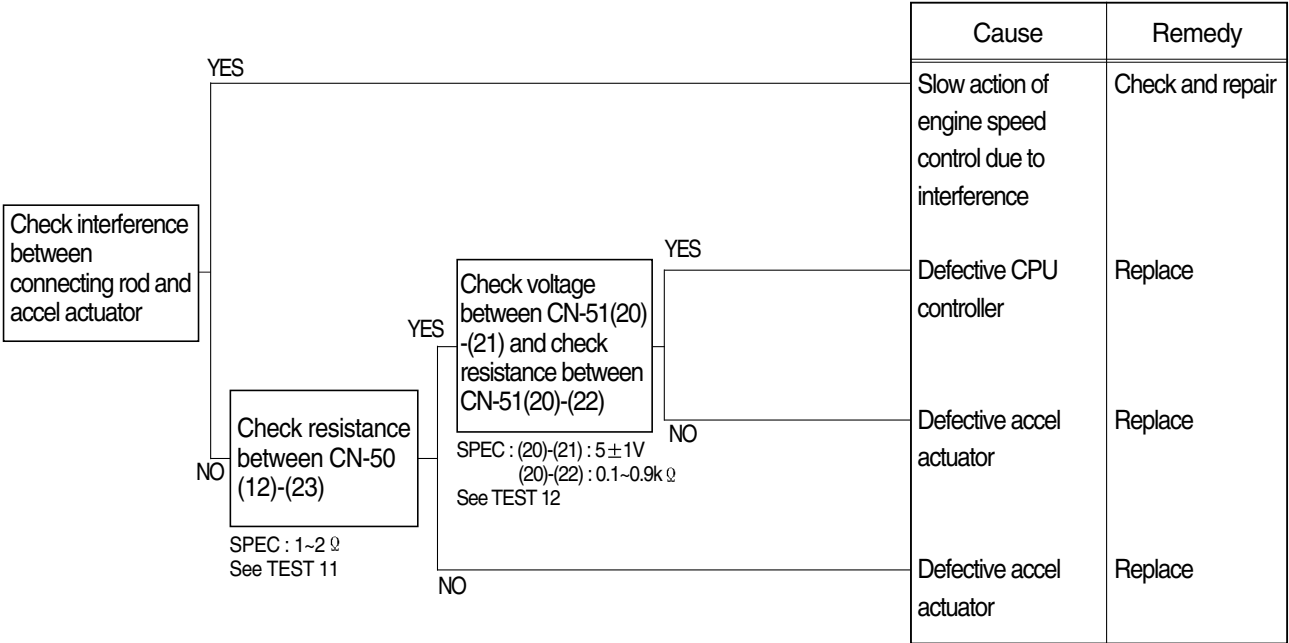 Cause
Remedy
YES
Slow action of
engine speed
control due to
interference
Check and repair
Check interference
between
connecting rod and
accel actuator
YES
Check voltage
between CN-51(20)
-(21) and check
resistance between
CN-51(20)-(22)
YES
Defective CPU
controller
Replace
NO
Defective accel
actuator
Replace
SPEC : (20)-(21) : 5±1V
(20)-(22) : 0.1~0.9kΩ
See TEST 12
NO
Check resistance
between CN-50
(12)-(23)
SPEC : 1~2 Ω
See TEST 11
NO
Defective accel
actuator
Replace